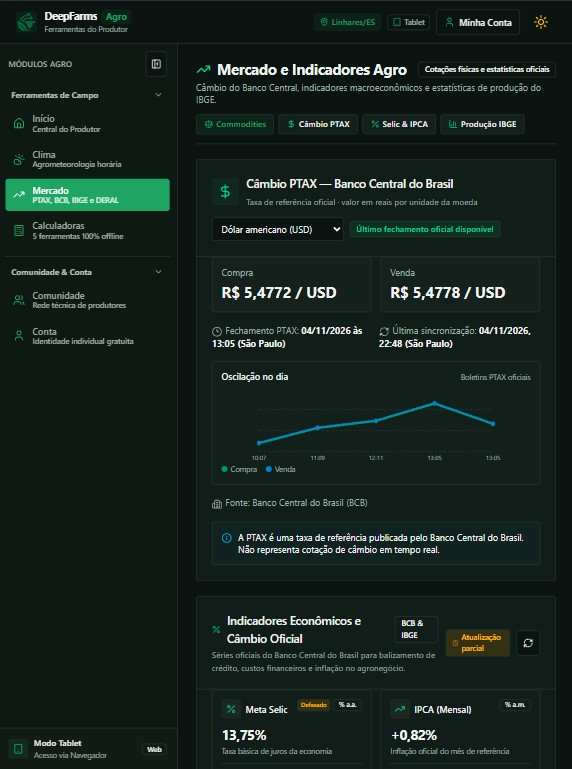 DeepFarms Agro
Ferramentas do Produtor
Linhares/ES
Tablet
Minha Conta
MÓDULOS AGRO
Ferramentas de Campo
Início
Central do Produtor
Clima
Agrometeorologia horária
Mercado
PTAX, BCB, IBGE e DERAL
Calculadoras
5 ferramentas 100% offline
Comunidade & Conta
Comunidade
Rede técnica de produtores
Conta
Identidade individual gratuita
Modo Tablet
Acesso via Navegador
Web
Mercado e Indicadores Agro
Cotações físicas e estatísticas oficiais
Câmbio do Banco Central, indicadores macroeconômicos e estatísticas de produção do
IBGE.
Commodities
Câmbio PTAX
Selic & IPCA
Produção IBGE
Câmbio PTAX — Banco Central do Brasil
Taxa de referência oficial · valor em reais por unidade da moeda
Dólar americano (USD)
Último fechamento oficial disponível
Compra
R$ 5,4772 / USD
Venda
R$ 5,4778 / USD
Fechamento PTAX: 04/11/2026 às
13:05 (São Paulo)
Última sincronização: 04/11/2026,
22:48 (São Paulo)
Oscilação no dia
Boletins PTAX oficiais
10:07 11:09 12:11 13:05 13:05
Compra Venda
Fonte: Banco Central do Brasil (BCB)
A PTAX é uma taxa de referência publicada pelo Banco Central do Brasil.
Não representa cotação de câmbio em tempo real.
Indicadores Econômicos e
Câmbio Oficial
BCB &
IBGE
Séries oficiais do Banco Central do Brasil para balizamento de
crédito, custos financeiros e inflação no agronegócio.
Atualização
parcial
Meta Selic
Defasado
% a.a.
13,75%
Taxa básica de juros da economia
IPCA (Mensal)
% a.m.
+0,82%
Inflação oficial do mês de referência